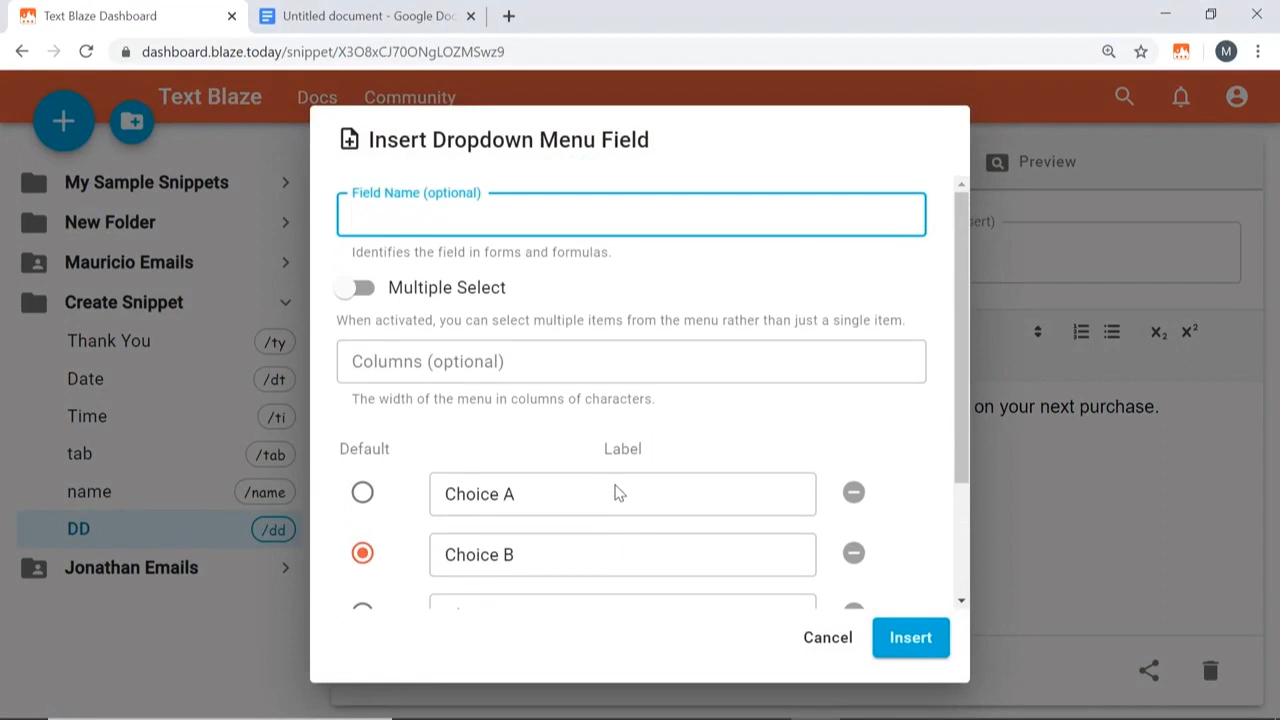 Text Blaze Dashboard
Untitled document - Google Doc
dashboard.blaze.today/snippet/X3O8xCJ70ONgLOZMSwz9
M
Text Blaze
Docs
Community
My Sample Snippets
New Folder
Mauricio Emails
Create Snippet
Thank You /ty
Date /dt
Time /ti
tab /tab
name /name
DD /dd
Jonathan Emails
Insert Dropdown Menu Field
Field Name (optional)
Identifies the field in forms and formulas.
Multiple Select
When activated, you can select multiple items from the menu rather than just a single item.
Columns (optional)
The width of the menu in columns of characters.
Default Label
Choice A
Choice B
Cancel Insert
Preview
sert)
X₂ X²
on your next purchase.